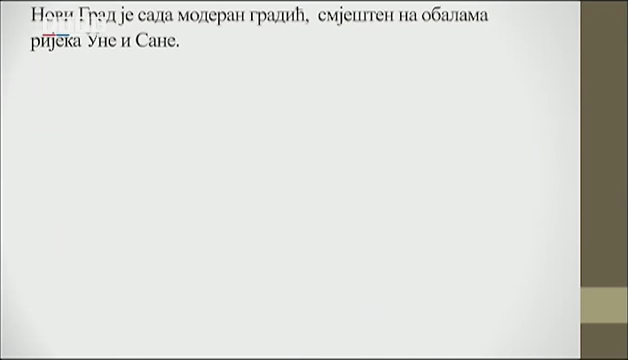 Нови Град је сада модеран градић, смјештен на обалама
ријека Уне и Сане.